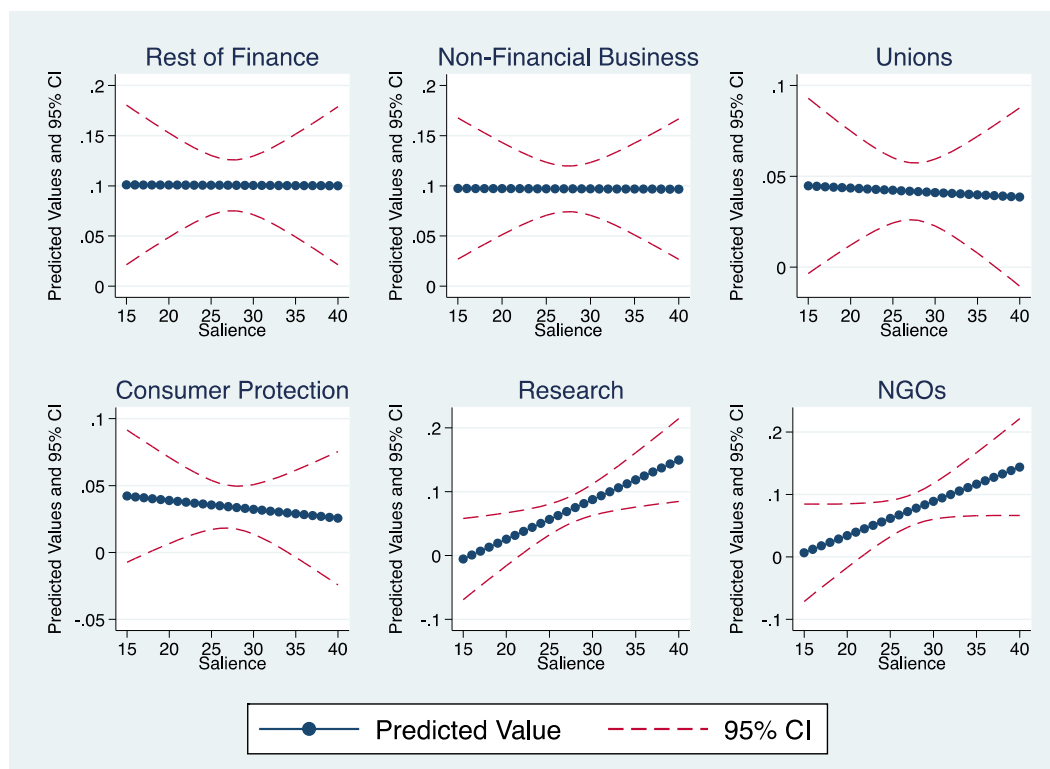 Rest of Finance
Predicted Values and 95% CI
.2
.15
.1
.05
0
15 20 25 30 35 40
Salience
Non-Financial Business
Predicted Values and 95% CI
.2
.15
.1
.05
0
15 20 25 30 35 40
Salience
Unions
Predicted Values and 95% CI
.1
.05
0
15 20 25 30 35 40
Salience
Consumer Protection
Predicted Values and 95% CI
.1
.05
0
-.05
15 20 25 30 35 40
Salience
Research
Predicted Values and 95% CI
.2
.1
0
-.1
15 20 25 30 35 40
Salience
NGOs
Predicted Values and 95% CI
.2
.1
0
-.1
15 20 25 30 35 40
Salience
Predicted Value 95% CI